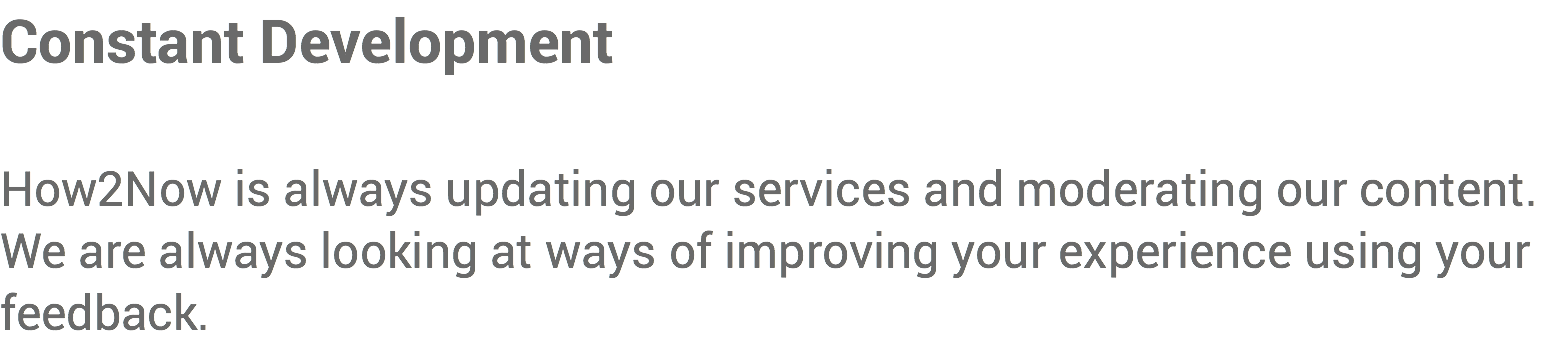 Constant Development
How2Now is always updating our services and moderating our content.
We are always looking at ways of improving your experience using your
feedback.